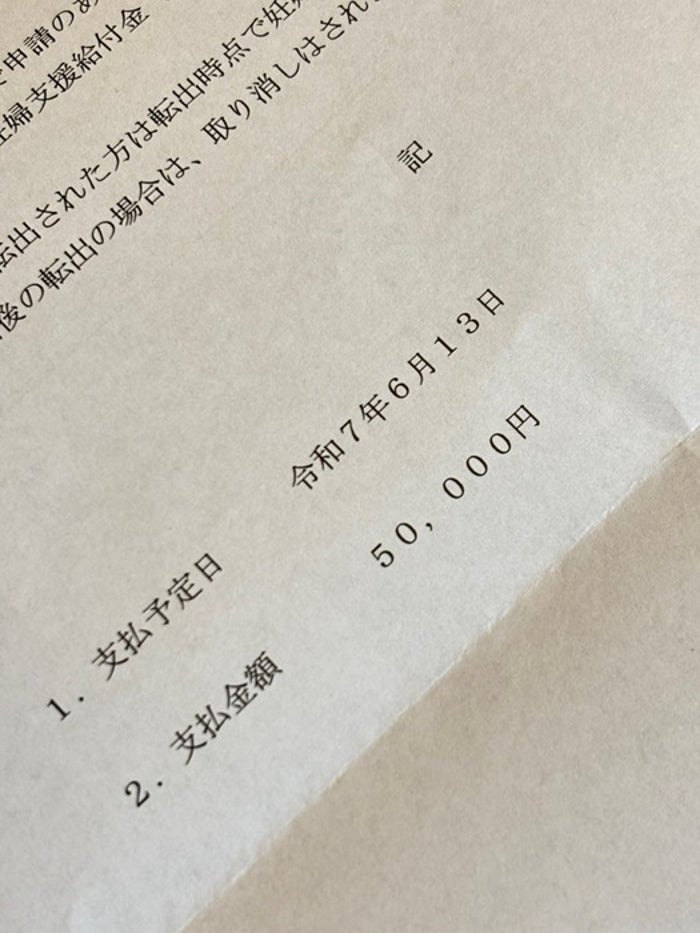 申請のあ
婦支援給付金
転出された方は転出時点で妊
後の転出の場合は、取り消しはされ
記
1．支払予定日　令和7年6月13日
2．支払金額　50，000円